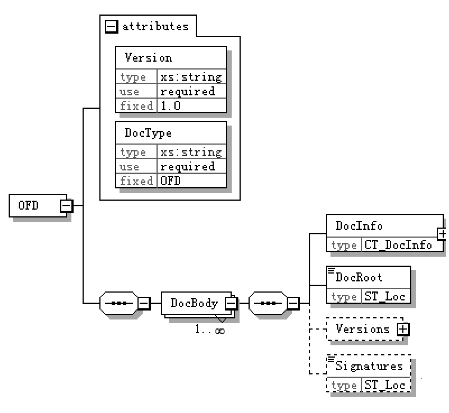 attributes
Version
type xs:string
use required
fixed 1.0
DocType
type xs:string
use required
fixed OFD
OFD
DocBody
1..∞
DocInfo
type CT_DocInfo
DocRoot
type ST_Loc
Versions
Signatures
type ST_Loc